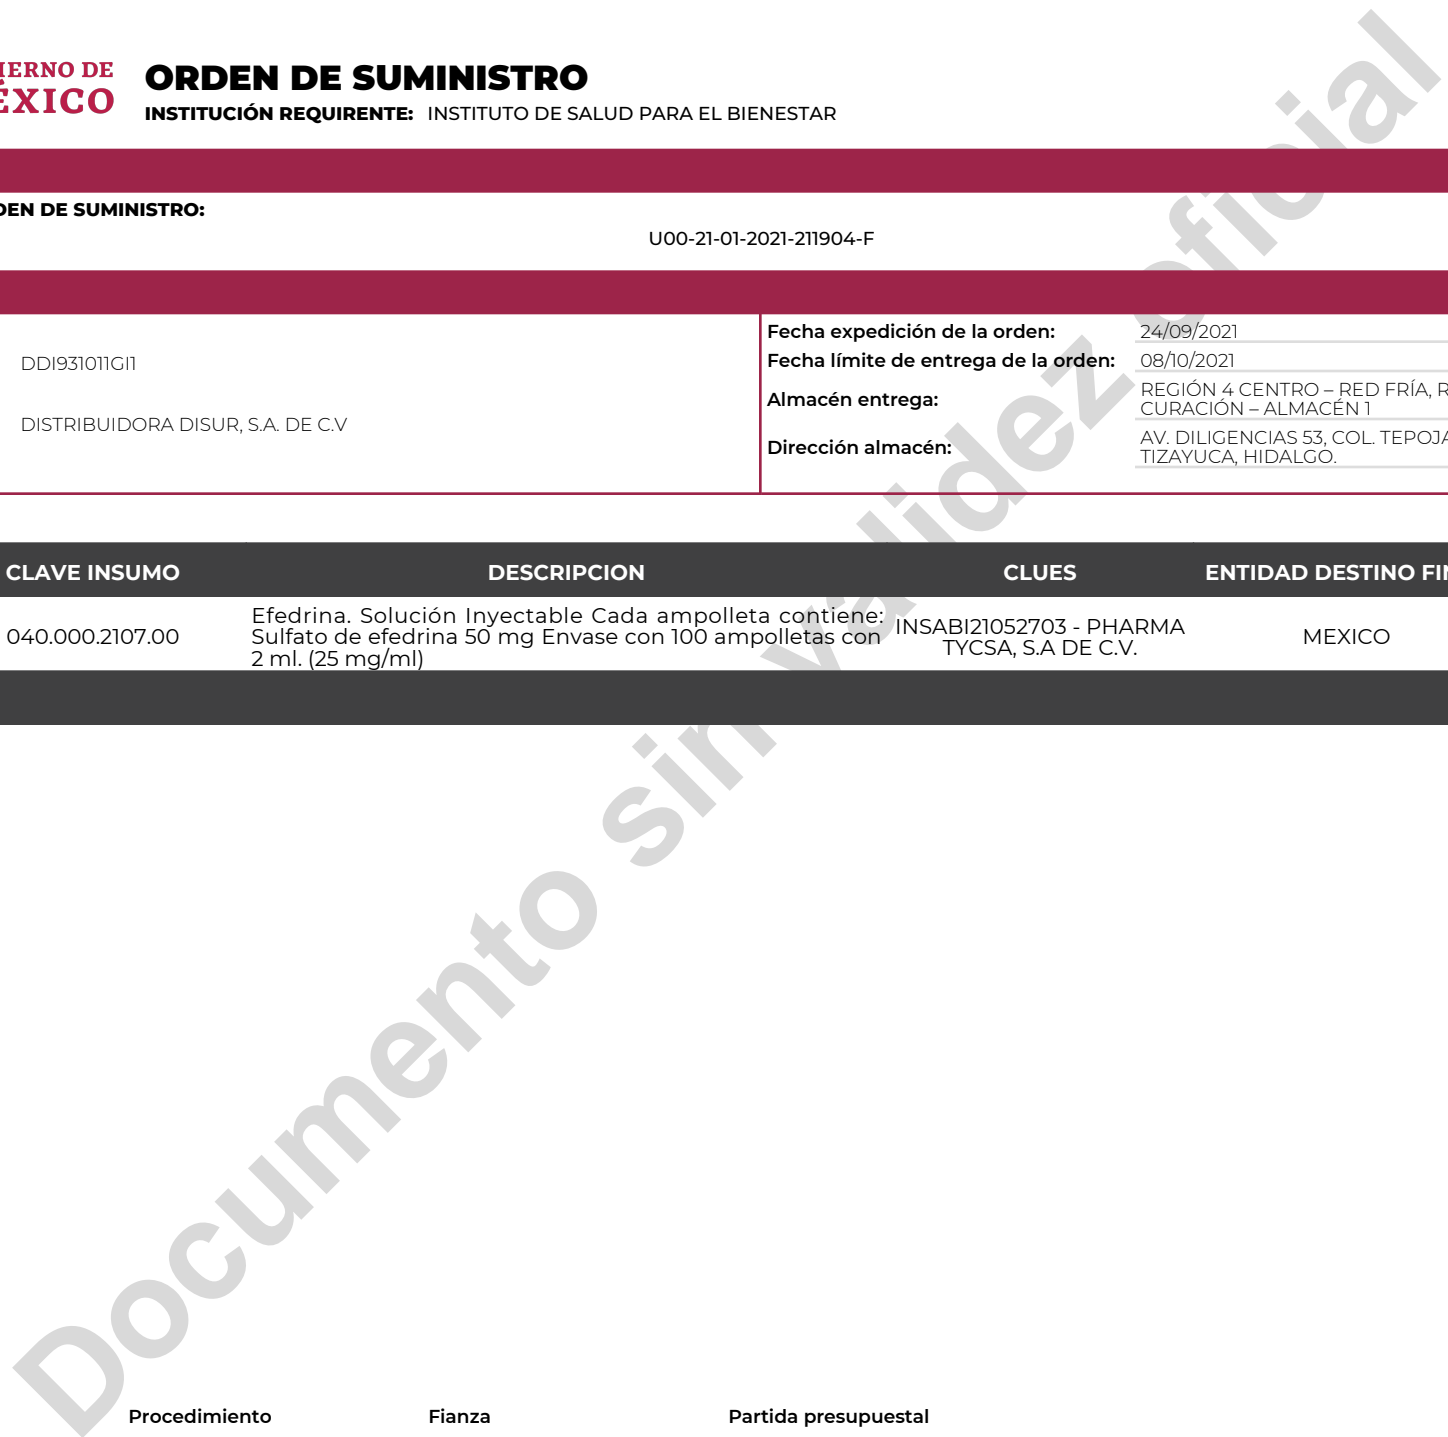 IERNO DE
ÉXICO
ORDEN DE SUMINISTRO
INSTITUCIÓN REQUIRENTE: INSTITUTO DE SALUD PARA EL BIENESTAR
DEN DE SUMINISTRO:
U00-21-01-2021-211904-F
DDI931011GI1
DISTRIBUIDORA DISUR, S.A. DE C.V
Fecha expedición de la orden: 24/09/2021
Fecha límite de entrega de la orden: 08/10/2021
Almacén entrega: REGIÓN 4 CENTRO – RED FRÍA, R
CURACIÓN – ALMACÉN 1
Dirección almacén: AV. DILIGENCIAS 53, COL. TEPOJA
TIZAYUCA, HIDALGO.
CLAVE INSUMO DESCRIPCION CLUES ENTIDAD DESTINO FIN
040.000.2107.00
Efedrina. Solución Inyectable Cada ampolleta contiene:
Sulfato de efedrina 50 mg Envase con 100 ampolletas con
2 ml. (25 mg/ml)
INSABI21052703 - PHARMA
TYCSA, S.A DE C.V.
MEXICO
Documento sin validez oficial
Procedimiento Fianza Partida presupuestal